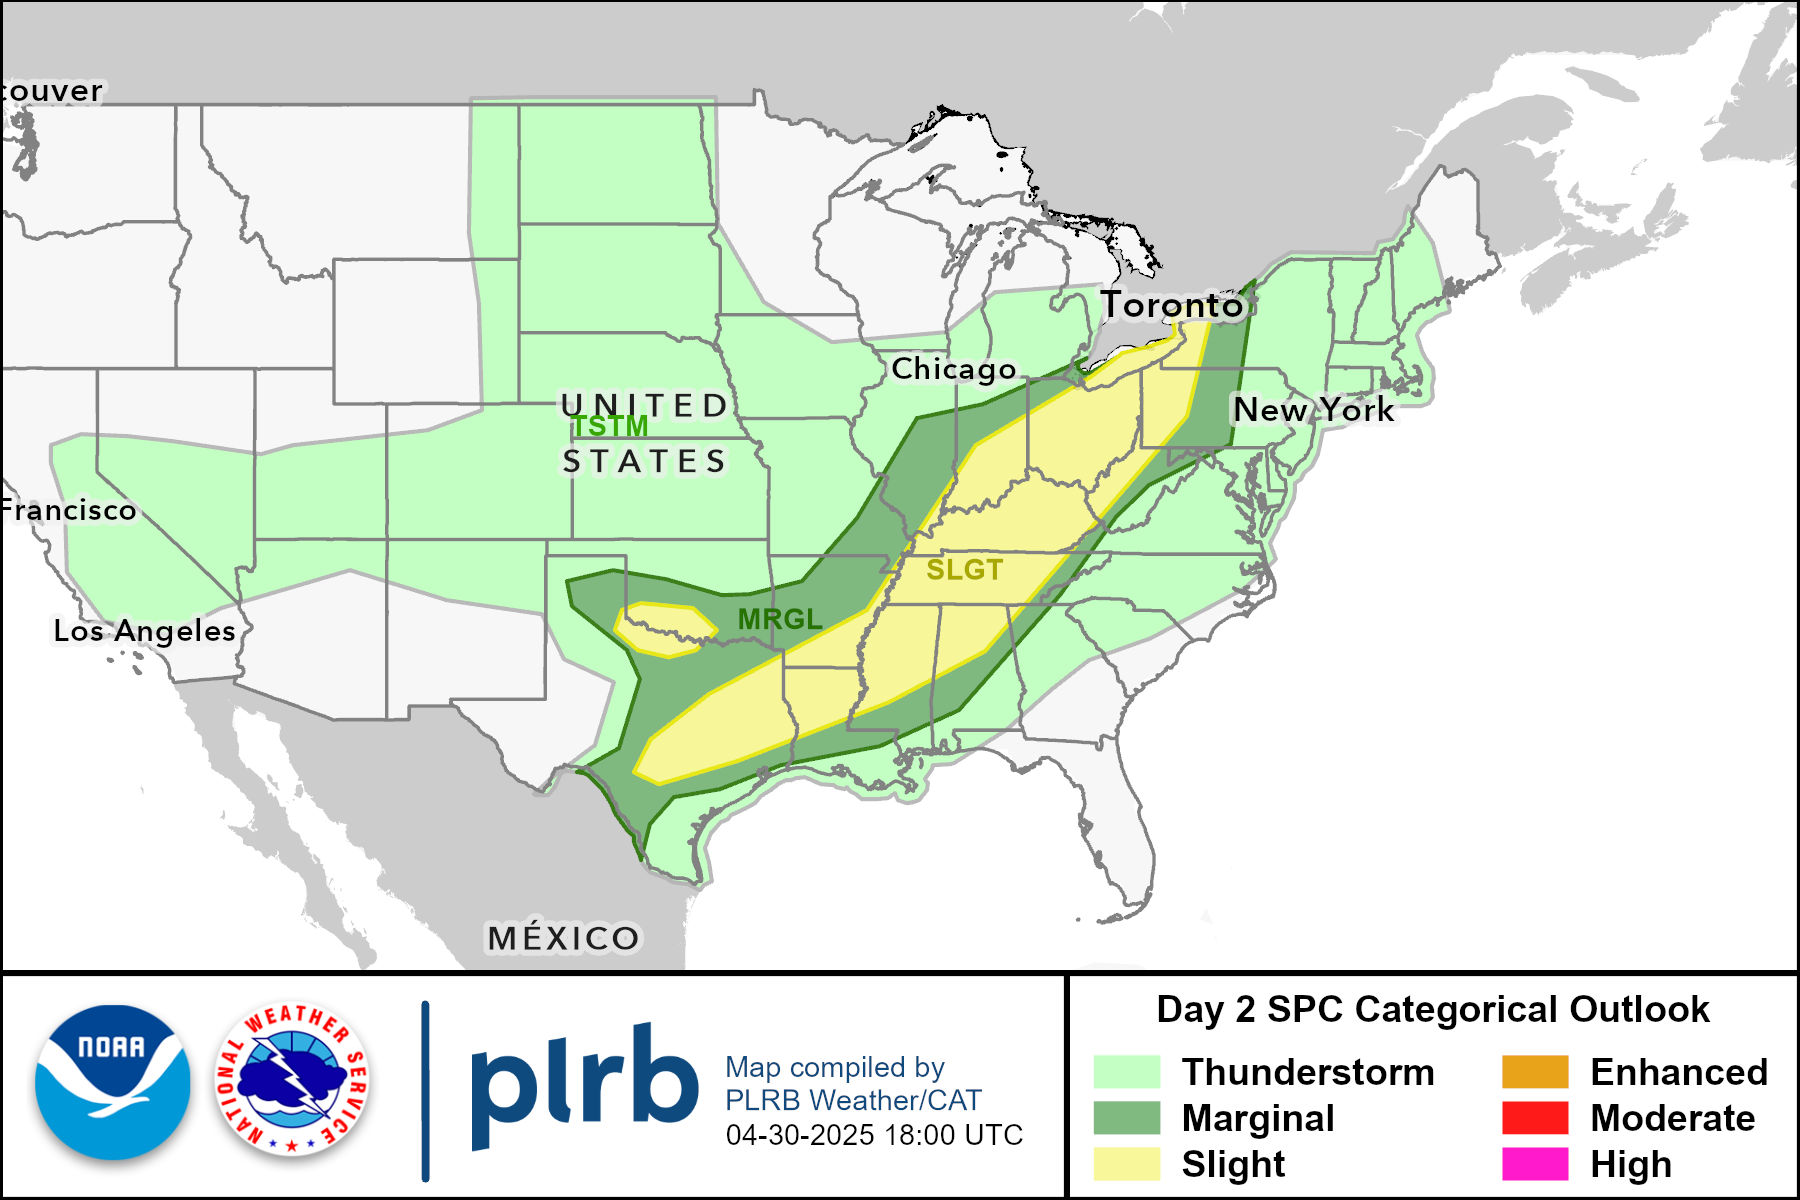 couver
Toronto
Chicago
UNITED
TSTM
New York
STATES
Francisco
SLGT
MRGL
Los Angeles
MÉXICO
NOAA
NATIONAL WEATHER SERVICE
plrb
Map compiled by
PLRB Weather/CAT
04-30-2025 18:00 UTC
Day 2 SPC Categorical Outlook
Thunderstorm
Marginal
Slight
Enhanced
Moderate
High